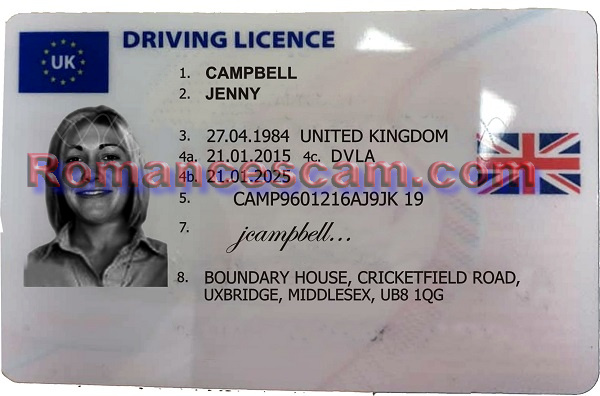 UK
DRIVING LICENCE
1. CAMPBELL
2. JENNY
3. 27.04.1984 UNITED KINGDOM
4a. 21.01.2015 4c. DVLA
Romancescam.com
4b. 21.01.2025
5. CAMP9601216AJ9JK 19
7. jcampbell...
8. BOUNDARY HOUSE, CRICKETFIELD ROAD,
UXBRIDGE, MIDDLESEX, UB8 1QG